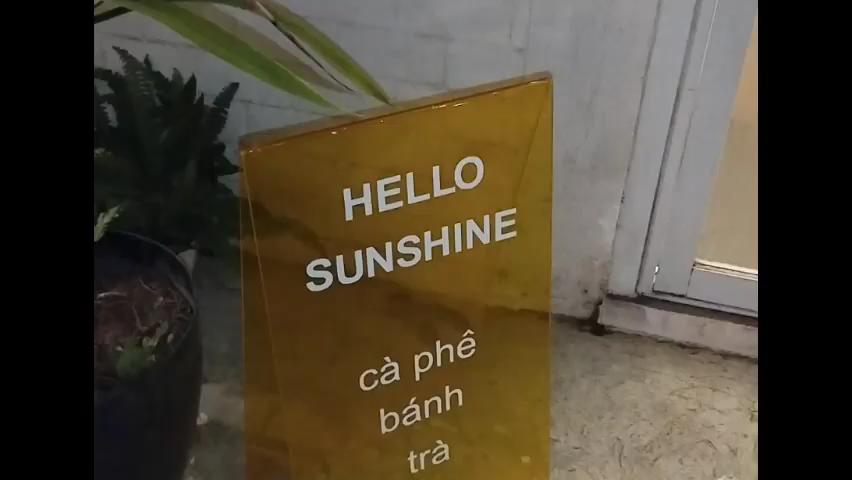 HELLO
SUNSHINE
cà phê
bánh
trà